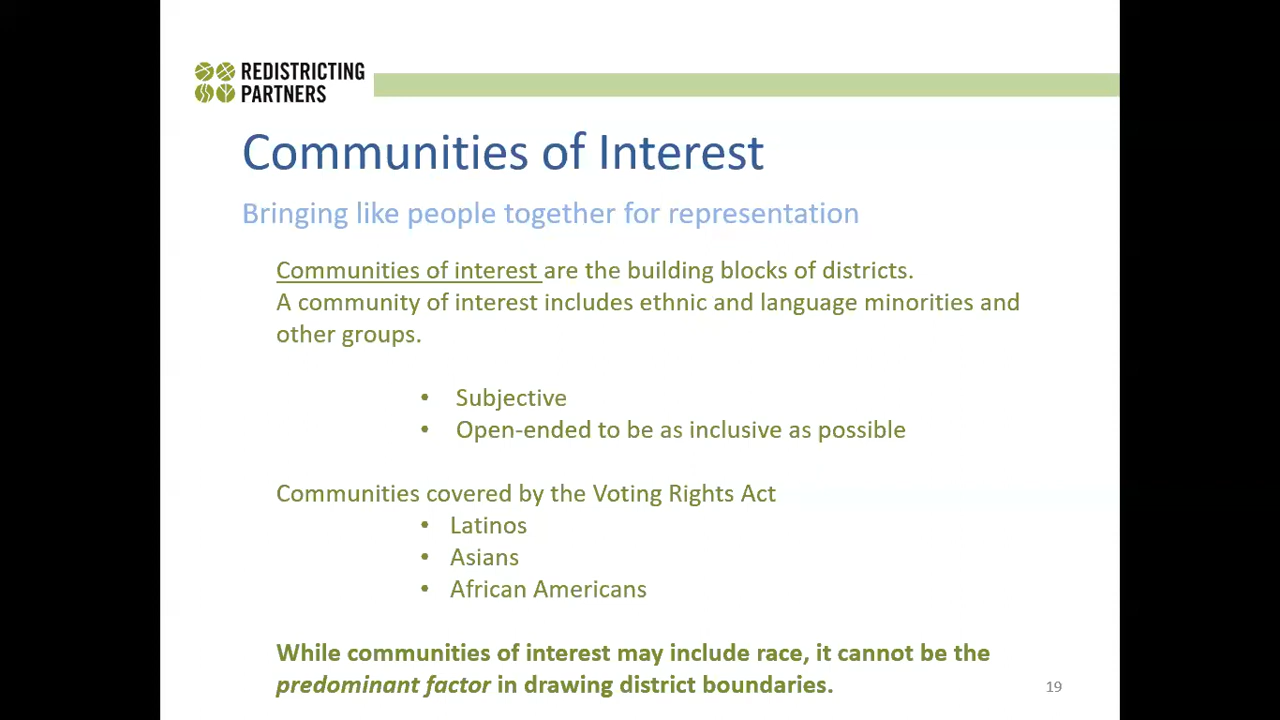 REDISTRICTING
PARTNERS
Communities of Interest
Bringing like people together for representation
Communities of interest are the building blocks of districts.
A community of interest includes ethnic and language minorities and
other groups.
• Subjective
• Open-ended to be as inclusive as possible
Communities covered by the Voting Rights Act
• Latinos
• Asians
• African Americans
While communities of interest may include race, it cannot be the
predominant factor in drawing district boundaries.
19